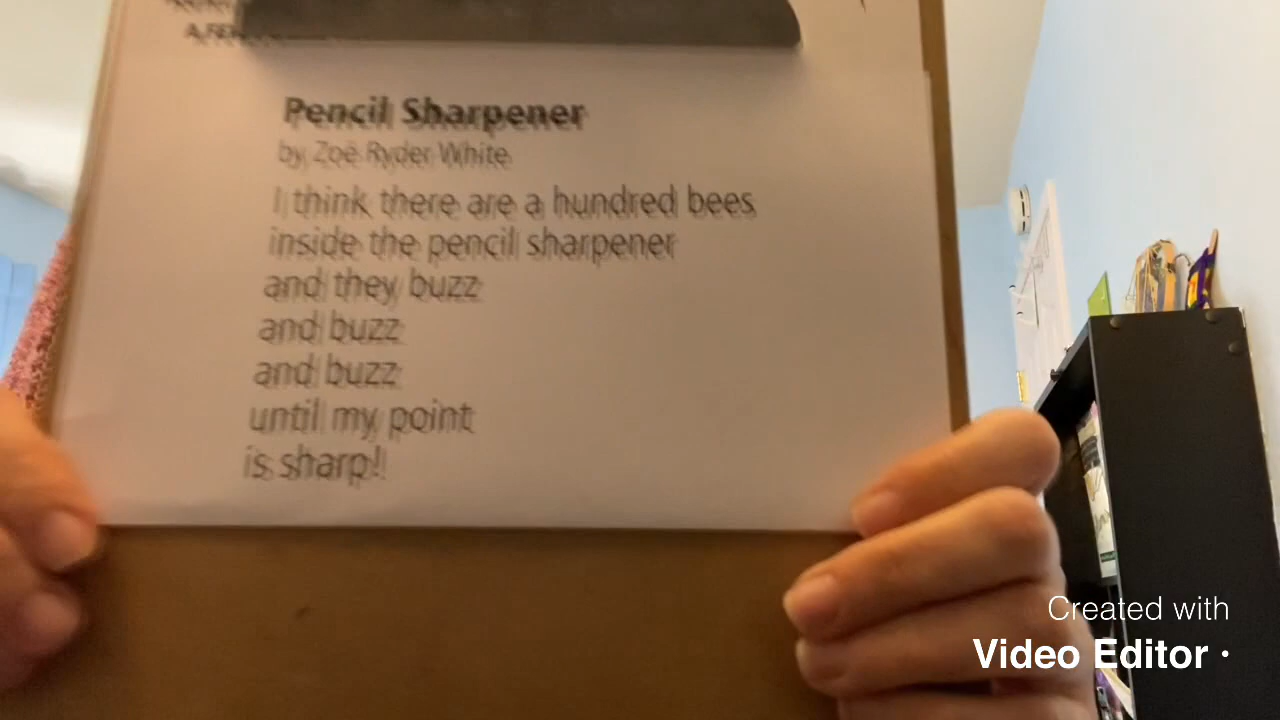 Pencil Sharpener
by Zoë Ryder White
I think there are a hundred bees
inside the pencil sharpener
and they buzz
and buzz
and buzz
until my point
is sharp!
Created with
Video Editor